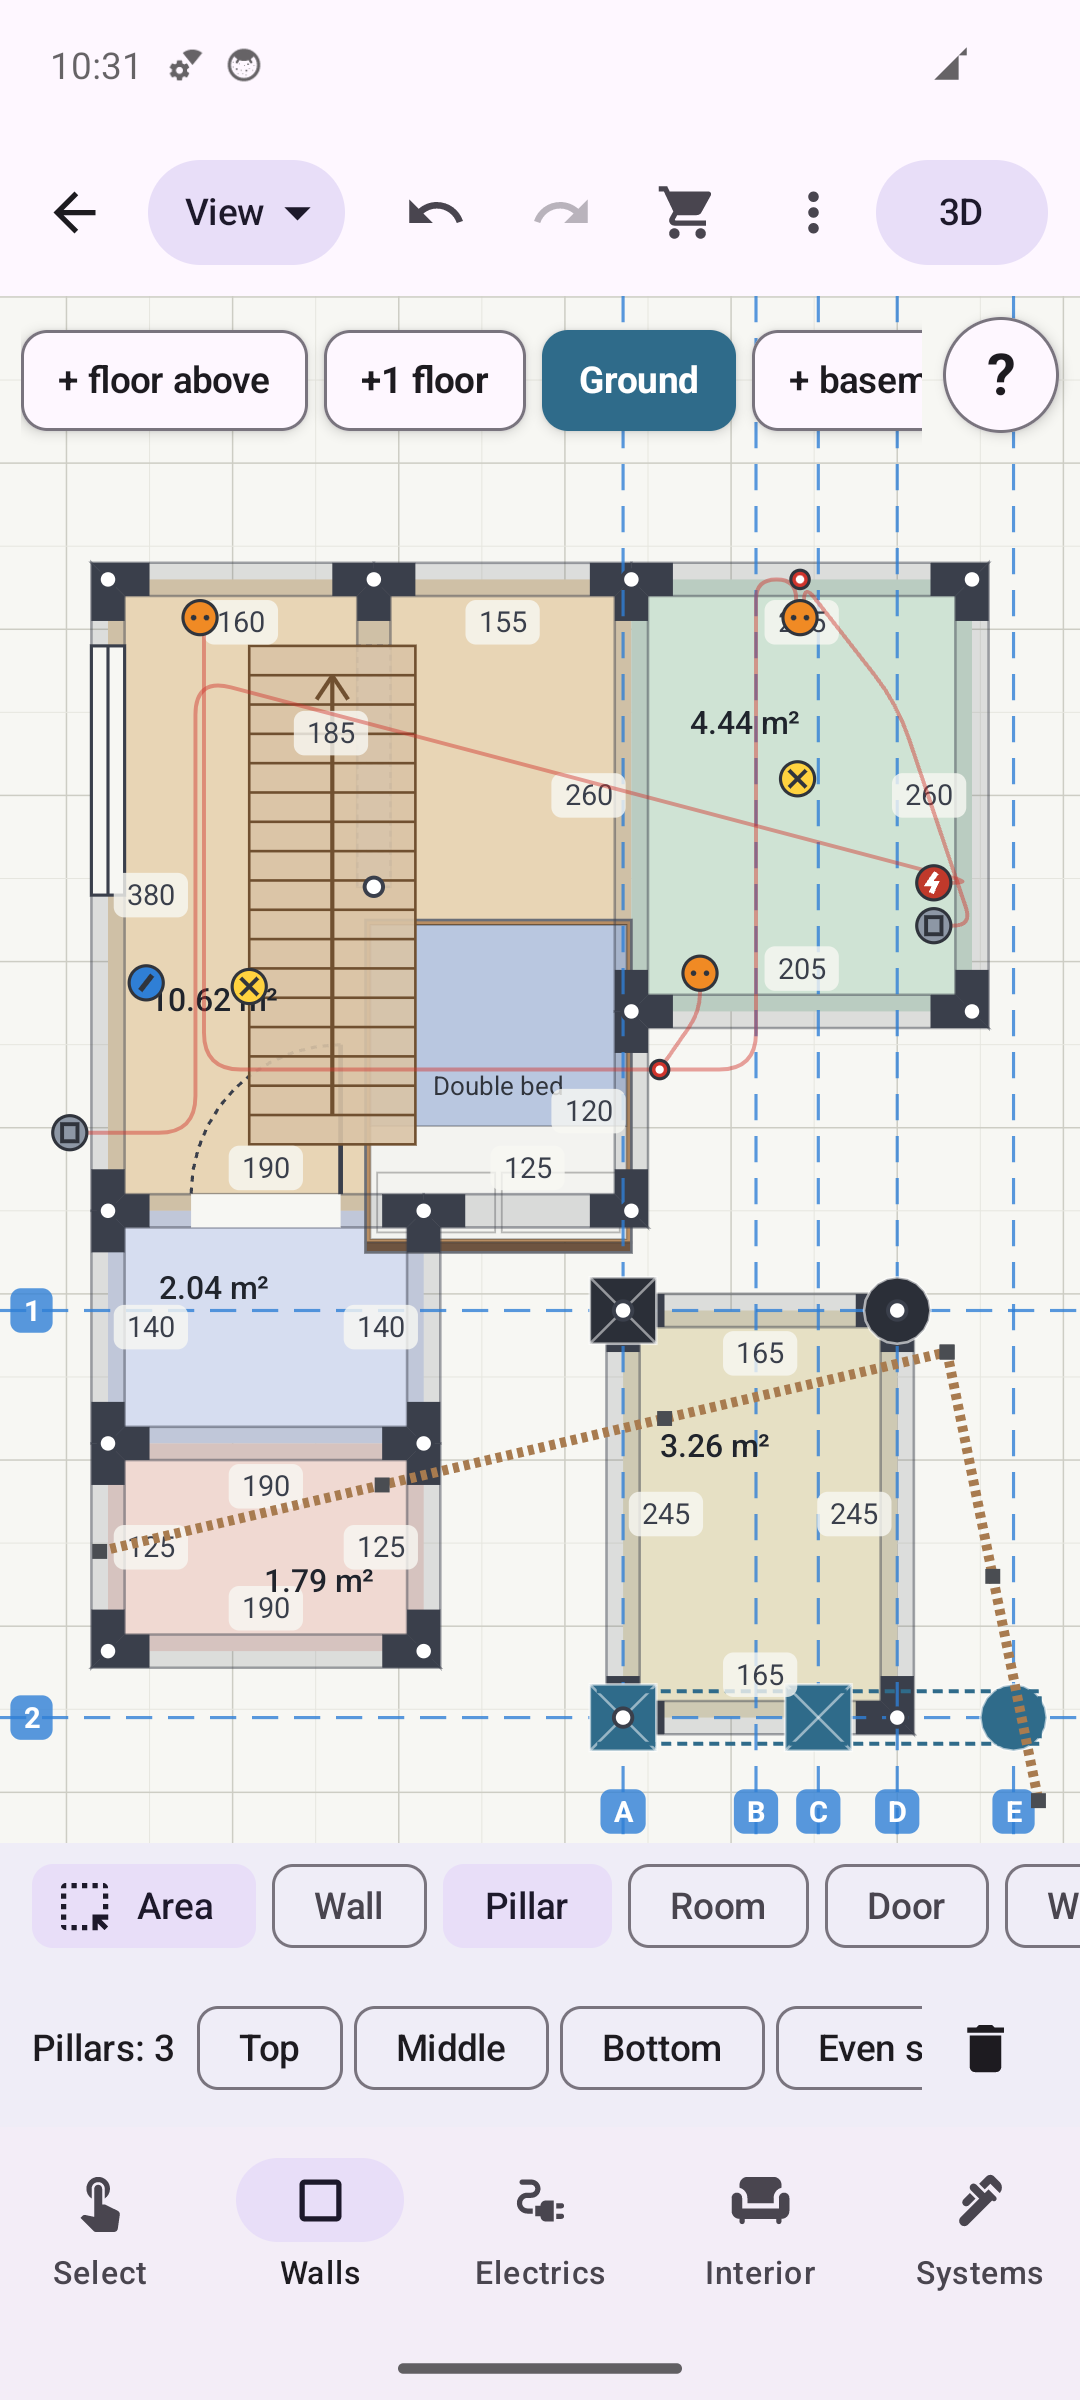 10:31
View
3D
+ floor above
+1 floor
Ground
+ basem
?
160
155
4.44 m²
185
260
260
380
10.62 m²
205
Double bed
120
190
125
2.04 m²
1
140
140
165
3.26 m²
190
245
245
125
125
1.79 m²
190
165
2
A
B
C
D
E
Area
Wall
Pillar
Room
Door
W
Pillars: 3
Top
Middle
Bottom
Even s
Select
Walls
Electrics
Interior
Systems